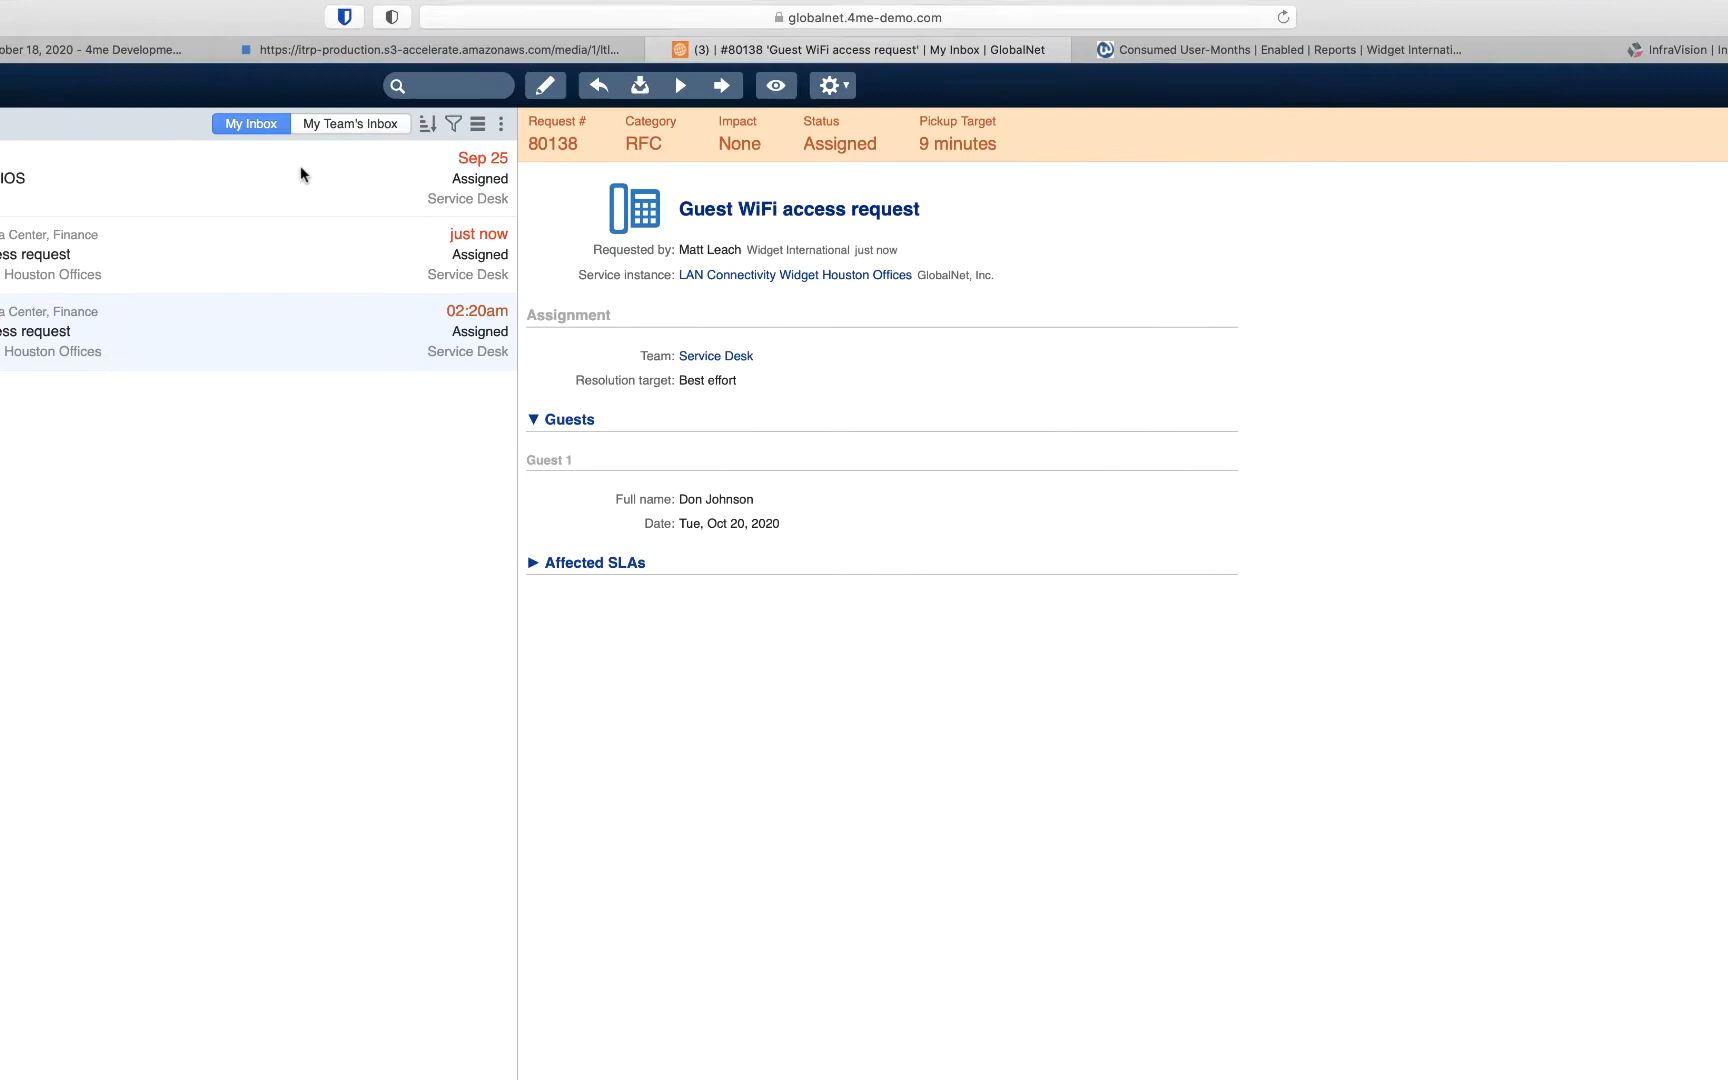 globalnet.4me-demo.com
ober 18, 2020 - 4me Developme...
https://itrp-production.s3-accelerate.amazonaws.com/media/1/ltl...
(3) | #80138 'Guest WiFi access request' | My Inbox | GlobalNet
Consumed User-Months | Enabled | Reports | Widget Internati...
InfraVision | In
My Inbox
My Team's Inbox
Sep 25
IOS
Assigned
Service Desk
a Center, Finance
just now
ess request
Assigned
Houston Offices
Service Desk
a Center, Finance
02:20am
ess request
Assigned
Houston Offices
Service Desk
Request # Category Impact Status Pickup Target
80138 RFC None Assigned 9 minutes
Guest WiFi access request
Requested by: Matt Leach Widget International just now
Service instance: LAN Connectivity Widget Houston Offices GlobalNet, Inc.
Assignment
Team: Service Desk
Resolution target: Best effort
▼ Guests
Guest 1
Full name: Don Johnson
Date: Tue, Oct 20, 2020
► Affected SLAs